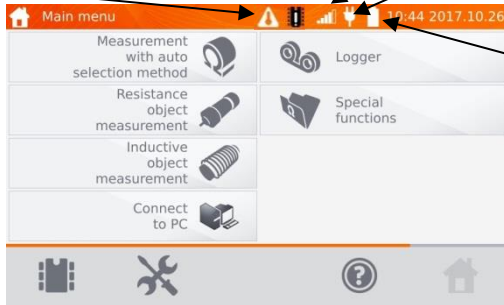 Main menu
10:44 2017.10.26
Measurement
with auto
selection method
Logger
Resistance
object
measurement
Special
functions
Inductive
object
measurement
Connect
to PC